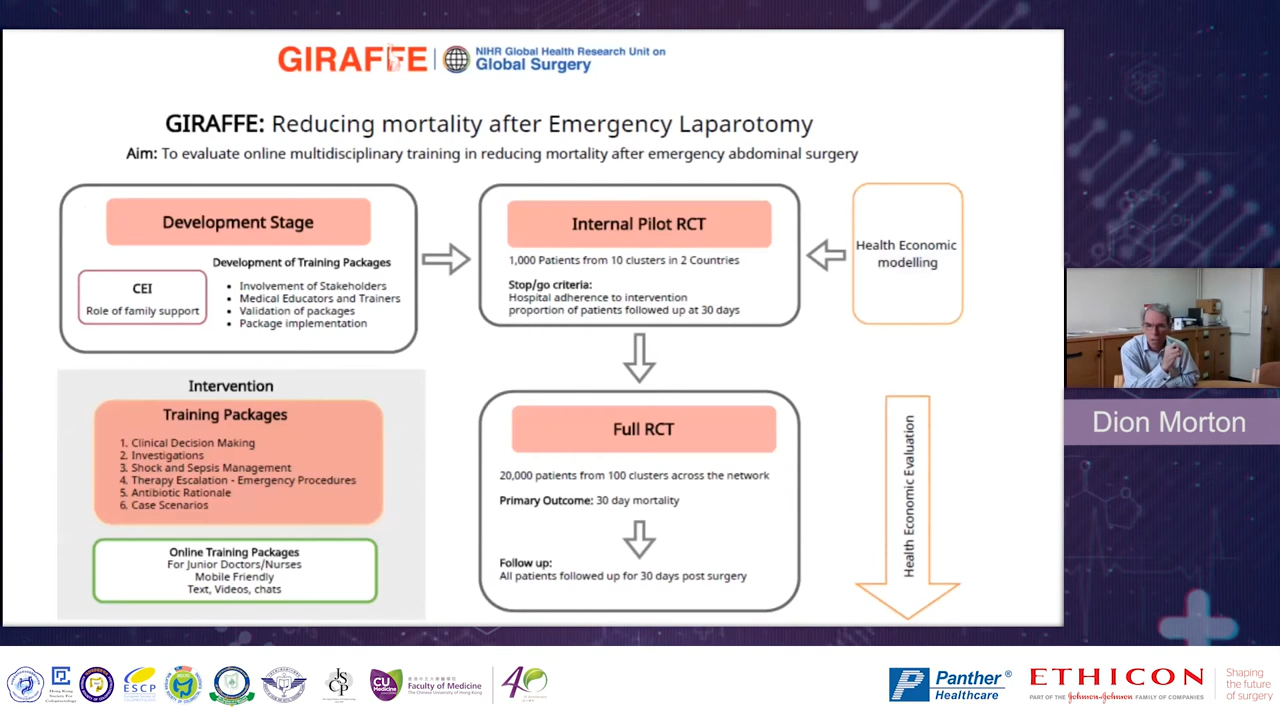 GIRAFFE
NIHR Global Health Research Unit on
Global Surgery
GIRAFFE: Reducing mortality after Emergency Laparotomy
Aim: To evaluate online multidisciplinary training in reducing mortality after emergency abdominal surgery
Development Stage
Development of Training Packages
CEI
Role of family support
• Involvement of Stakeholders
• Medical Educators and Trainers
• Validation of packages
• Package implementation
Internal Pilot RCT
1,000 Patients from 10 clusters in 2 Countries
Stop/go criteria:
Hospital adherence to intervention
proportion of patients followed up at 30 days
Health Economic
modelling
Intervention
Training Packages
1. Clinical Decision Making
2. Investigations
3. Shock and Sepsis Management
4. Therapy Escalation - Emergency Procedures
5. Antibiotic Rationale
6. Case Scenarios
Online Training Packages
For Junior Doctors/Nurses
Mobile Friendly
Text, Videos, chats
Full RCT
20,000 patients from 100 clusters across the network
Primary Outcome: 30 day mortality
Follow up:
All patients followed up for 30 days post surgery
Health Economic Evaluation
Dion Morton
ESCP
CU
Medicine
Faculty of Medicine
The Chinese University of Hong Kong
40
Panther®
Healthcare
ETHICON
PART OF THE Johnson & Johnson FAMILY OF COMPANIES
Shaping
the future
of surgery